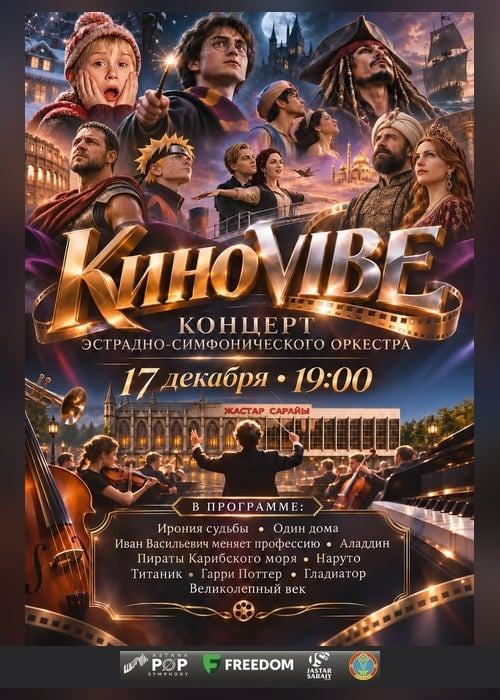 КиноVIBE
КОНЦЕРТ
ЭСТРАДНО-СИМФОНИЧЕСКОГО ОРКЕСТРА
17 декабря • 19:00
ЖАСТАР САРАЙЫ
В ПРОГРАММЕ:
Ирония судьбы • Один дома
Иван Васильевич меняет профессию • Аладдин
Пираты Карибского моря • Наруто
Титаник • Гарри Поттер • Гладиатор
Великолепный век
ASTANA
POP
SYMPHONY
FREEDOM
JASTAR
SARAIY